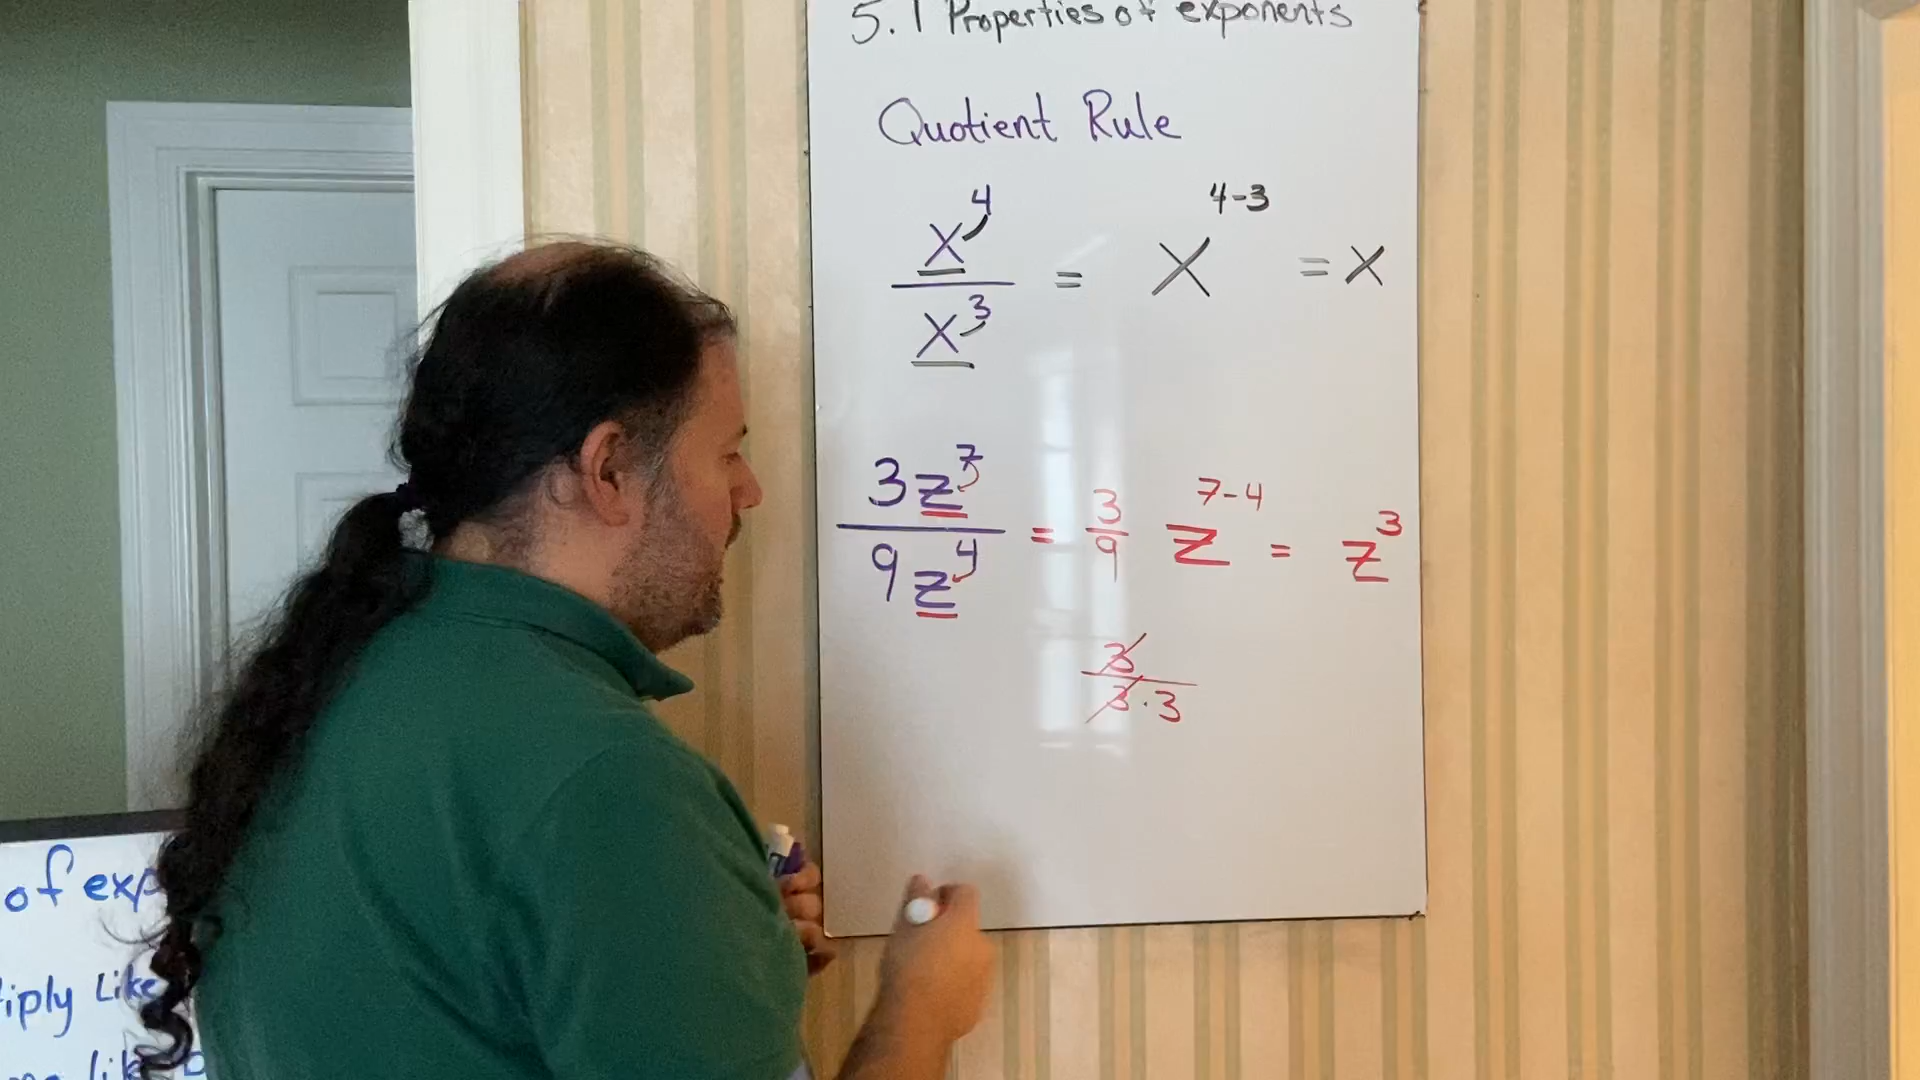 5.1 Properties of exponents
Quotient Rule
x^4 / x^3 = x^{4-3} = x
3z^7 / 9z^4 = 3/9 z^{7-4} = z^3
3 / 3·3
of exp
iply Like